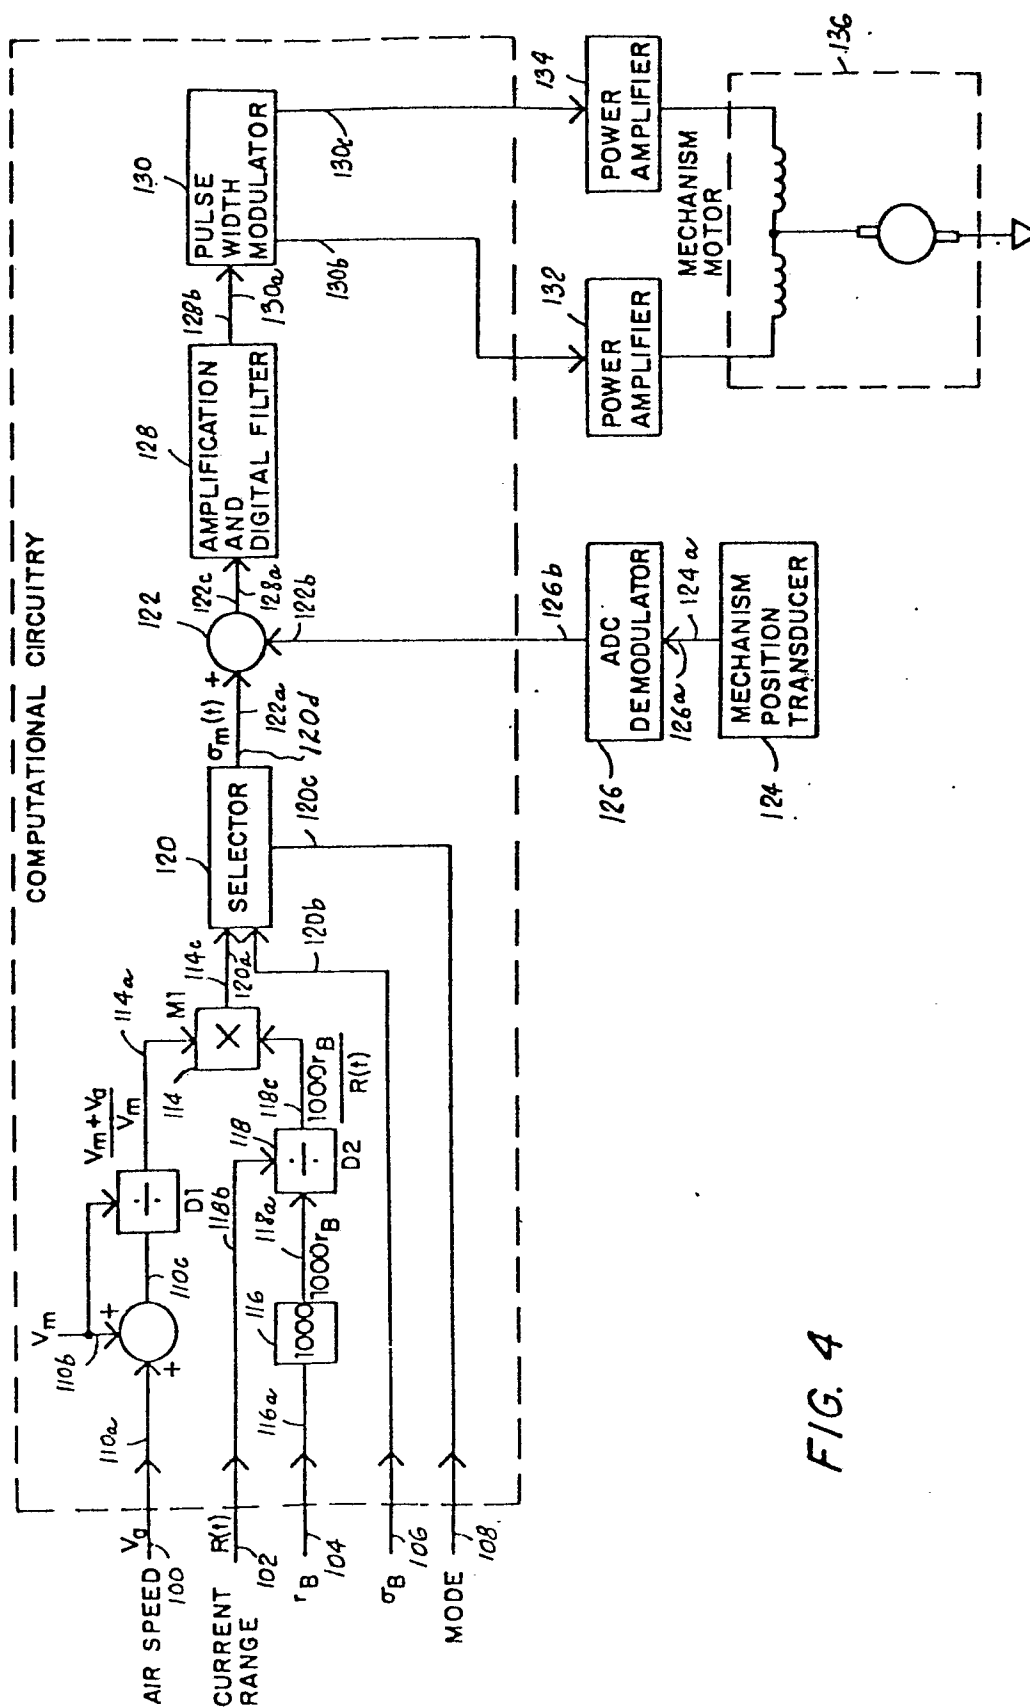 COMPUTATIONAL CIRCUITRY
AIR SPEED
100
Va
110a
Vm
110b
+
+
110c
÷
D1
Vm + Va
Vm
114a
M1
×
114
114c
CURRENT
RANGE
R(t)
102
118b
118
÷
D2
118c
1000rB
R(t)
rB
104
116a
116
1000
1000rB
118a
σB
106
120b
MODE
108
120c
120a
120
SELECTOR
σm(t)
120d
122a
+
122
122c
122b
128a
128
AMPLIFICATION
AND
DIGITAL FILTER
128b
130a
130
PULSE
WIDTH
MODULATOR
130b
130c
126b
ADC
DEMODULATOR
126
126a
124a
MECHANISM
POSITION
TRANSDUCER
124
132
POWER
AMPLIFIER
134
POWER
AMPLIFIER
MECHANISM
MOTOR
136
FIG. 4